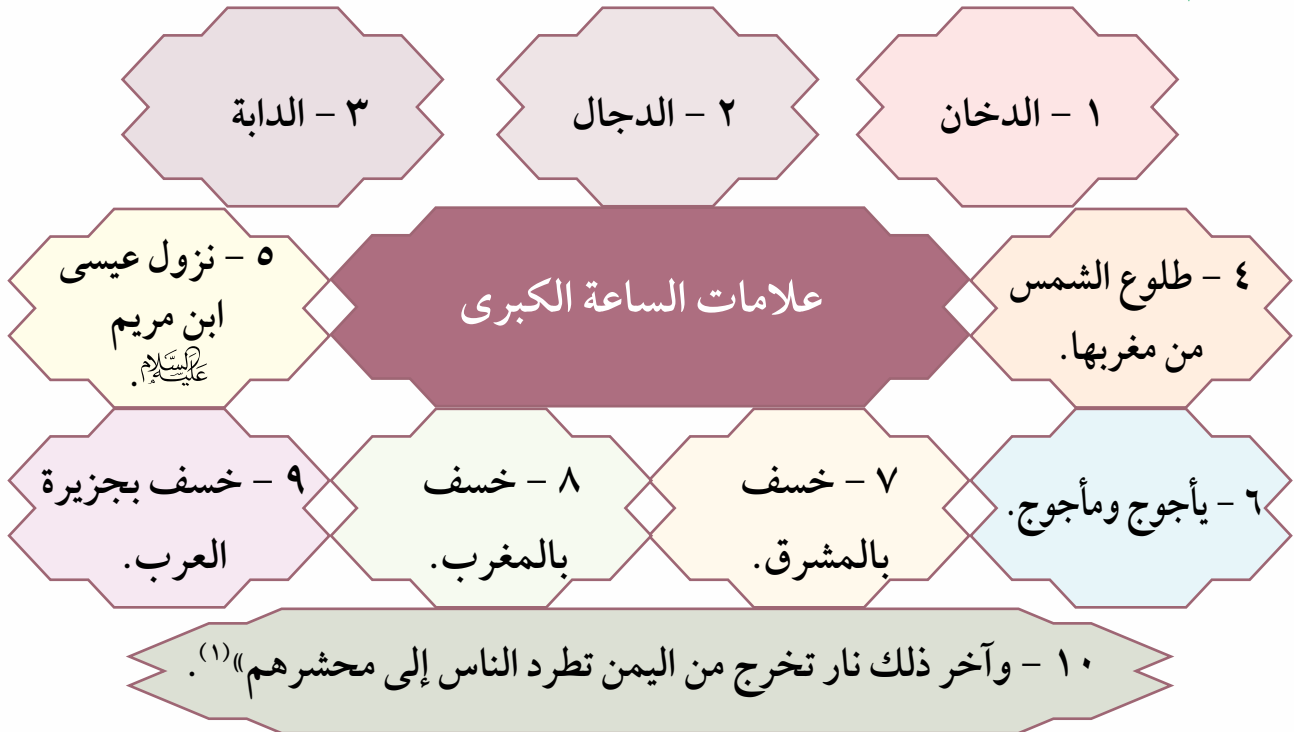 ١ - الدخان
٢ - الدجال
٣ - الدابة
علامات الساعة الكبرى
٤ - طلوع الشمس
من مغربها.
٥ - نزول عيسى
ابن مريم
عليه السلام.
٦ - يأجوج ومأجوج.
٧ - خسف
بالمشرق.
٨ - خسف
بالمغرب.
٩ - خسف بجزيرة
العرب.
١٠ - وآخر ذلك نار تخرج من اليمن تطرد الناس إلى محشرهم»(١).